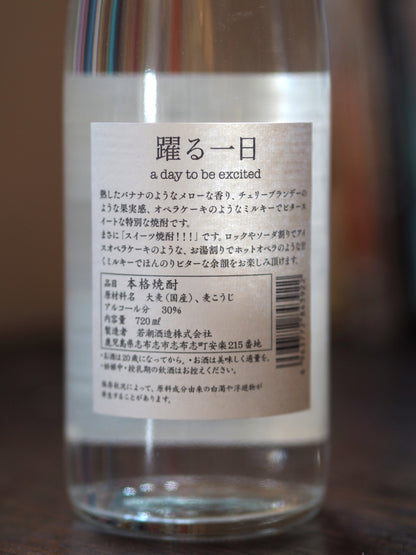 躍る一日
a day to be excited
熟したバナナのようなメローな香り、チェリーブランデーの
ような果実感、オペラケーキのようなミルキーでビタース
イートな特別な焼酎です。
まさに「スイーツ焼酎!!!」です。ロックやソーダ割りでアイ
スオペラケーキのような、お湯割りでホットオペラのような甘
くミルキーでほんのりビターな余韻をお楽しみ頂けます。
品目 本格焼酎
原材料名 大麦(国産)、麦こうじ
アルコール分 30%
内容量 720㎖
製造者 若潮酒造株式会社
鹿児島県志布志市志布志町安楽215番地
・お酒は20歳になってから。・お酒は美味しく適量を。
・妊娠中・授乳期の飲酒はお控えください。
保存状況によって、原料成分由来の白濁や浮遊物が